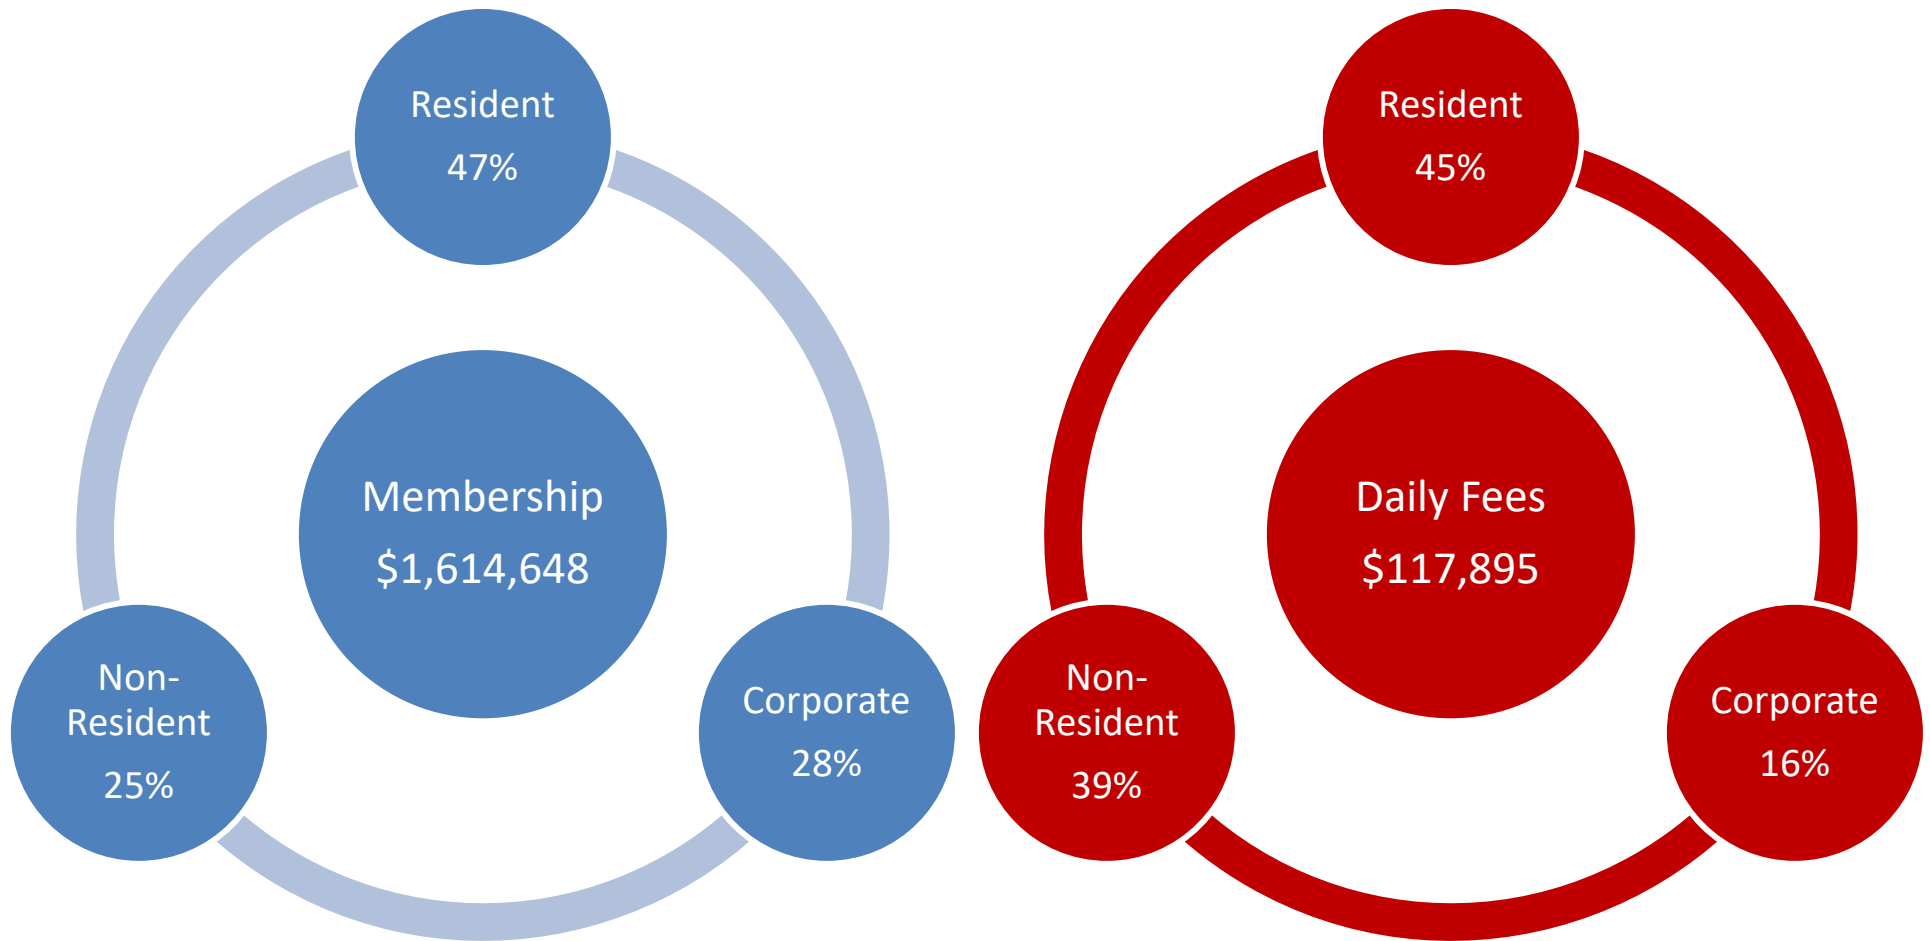 Resident
47%
Membership
$1,614,648
Non-
Resident
25%
Corporate
28%
Resident
45%
Daily Fees
$117,895
Non-
Resident
39%
Corporate
16%